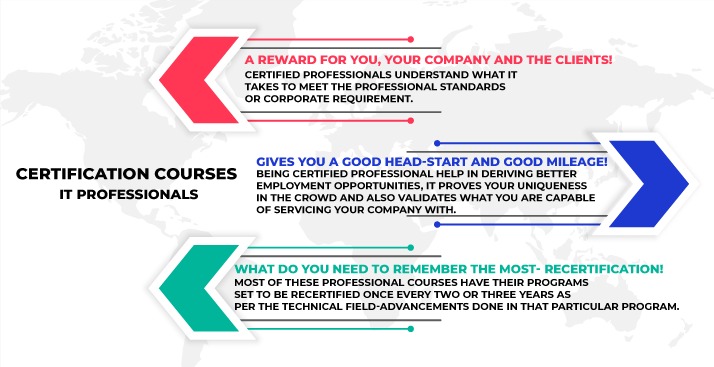 A REWARD FOR YOU, YOUR COMPANY AND THE CLIENTS!
CERTIFIED PROFESSIONALS UNDERSTAND WHAT IT
TAKES TO MEET THE PROFESSIONAL STANDARDS
OR CORPORATE REQUIREMENT.
CERTIFICATION COURSES
IT PROFESSIONALS
GIVES YOU A GOOD HEAD-START AND GOOD MILEAGE!
BEING CERTIFIED PROFESSIONAL HELP IN DERIVING BETTER
EMPLOYMENT OPPORTUNITIES, IT PROVES YOUR UNIQUENESS
IN THE CROWD AND ALSO VALIDATES WHAT YOU ARE CAPABLE
OF SERVICING YOUR COMPANY WITH.
WHAT DO YOU NEED TO REMEMBER THE MOST- RECERTIFICATION!
MOST OF THESE PROFESSIONAL COURSES HAVE THEIR PROGRAMS
SET TO BE RECERTIFIED ONCE EVERY TWO OR THREE YEARS AS
PER THE TECHNICAL FIELD-ADVANCEMENTS DONE IN THAT PARTICULAR PROGRAM.